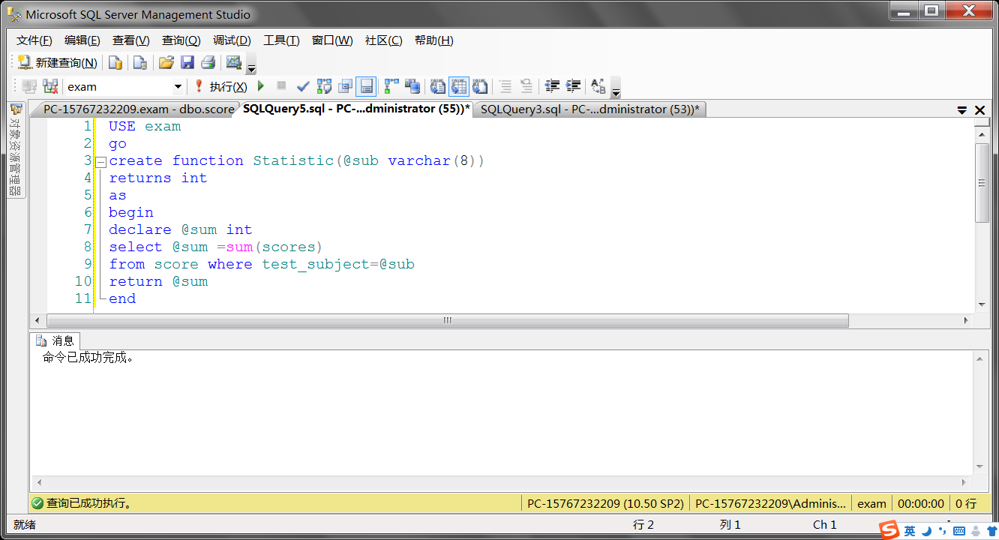 Microsoft SQL Server Management Studio
文件(F) 编辑(E) 查看(V) 查询(Q) 调试(D) 工具(T) 窗口(W) 社区(C) 帮助(H)
新建查询(N)
exam 执行(X)
PC-15767232209.exam - dbo.score SQLQuery5.sql - PC-...dministrator (55))* SQLQuery3.sql - PC-...dministrator (53))*
对象资源管理器
1 USE exam
2 go
3 create function Statistic(@sub varchar(8))
4 returns int
5 as
6 begin
7 declare @sum int
8 select @sum =sum(scores)
9 from score where test_subject=@sub
10 return @sum
11 end
消息
命令已成功完成。
查询已成功执行。 PC-15767232209 (10.50 SP2) PC-15767232209\Adminis... exam 00:00:00 0 行
就绪 行 2 列 1 Ch 1
S 英